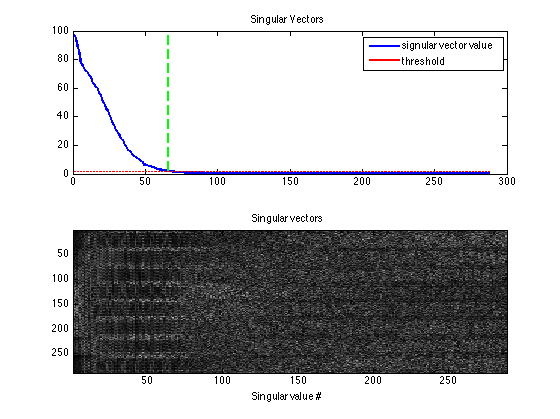 Singular Vectors
100
80
60
40
20
0
signular vector value
threshold
0 50 100 150 200 250 300
Singular vectors
50
100
150
200
250
50 100 150 200 250
Singular value #